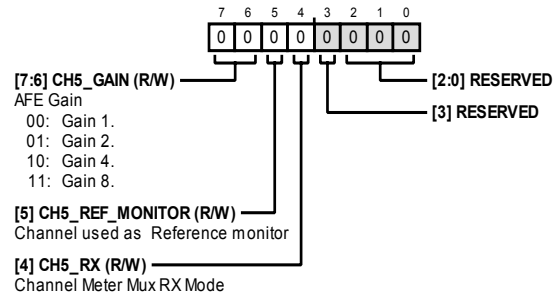 7 6 5 4 3 2 1 0
0 0 0 0 0 0 0 0
[7:6] CH5_GAIN (R/W)
AFE Gain
00: Gain 1.
01: Gain 2.
10: Gain 4.
11: Gain 8.
[5] CH5_REF_MONITOR (R/W)
Channel used as Reference monitor
[4] CH5_RX (R/W)
Channel Meter Mux RX Mode
[2:0] RESERVED
[3] RESERVED